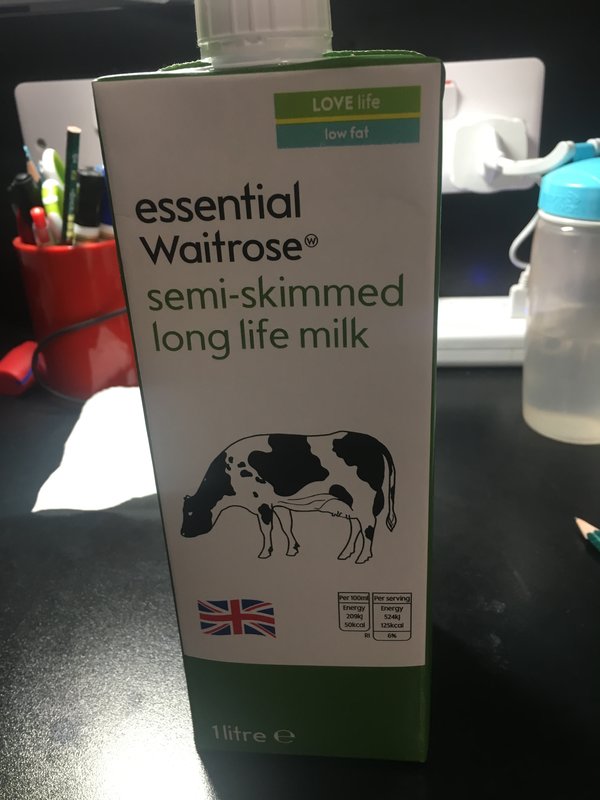 LOVE life
low fat
essential
Waitrose Ⓦ
semi-skimmed
long life milk
Per 100ml Per serving
Energy Energy
209kj 524kj
50kcal 125kcal
RI 6%
1 litre ℮